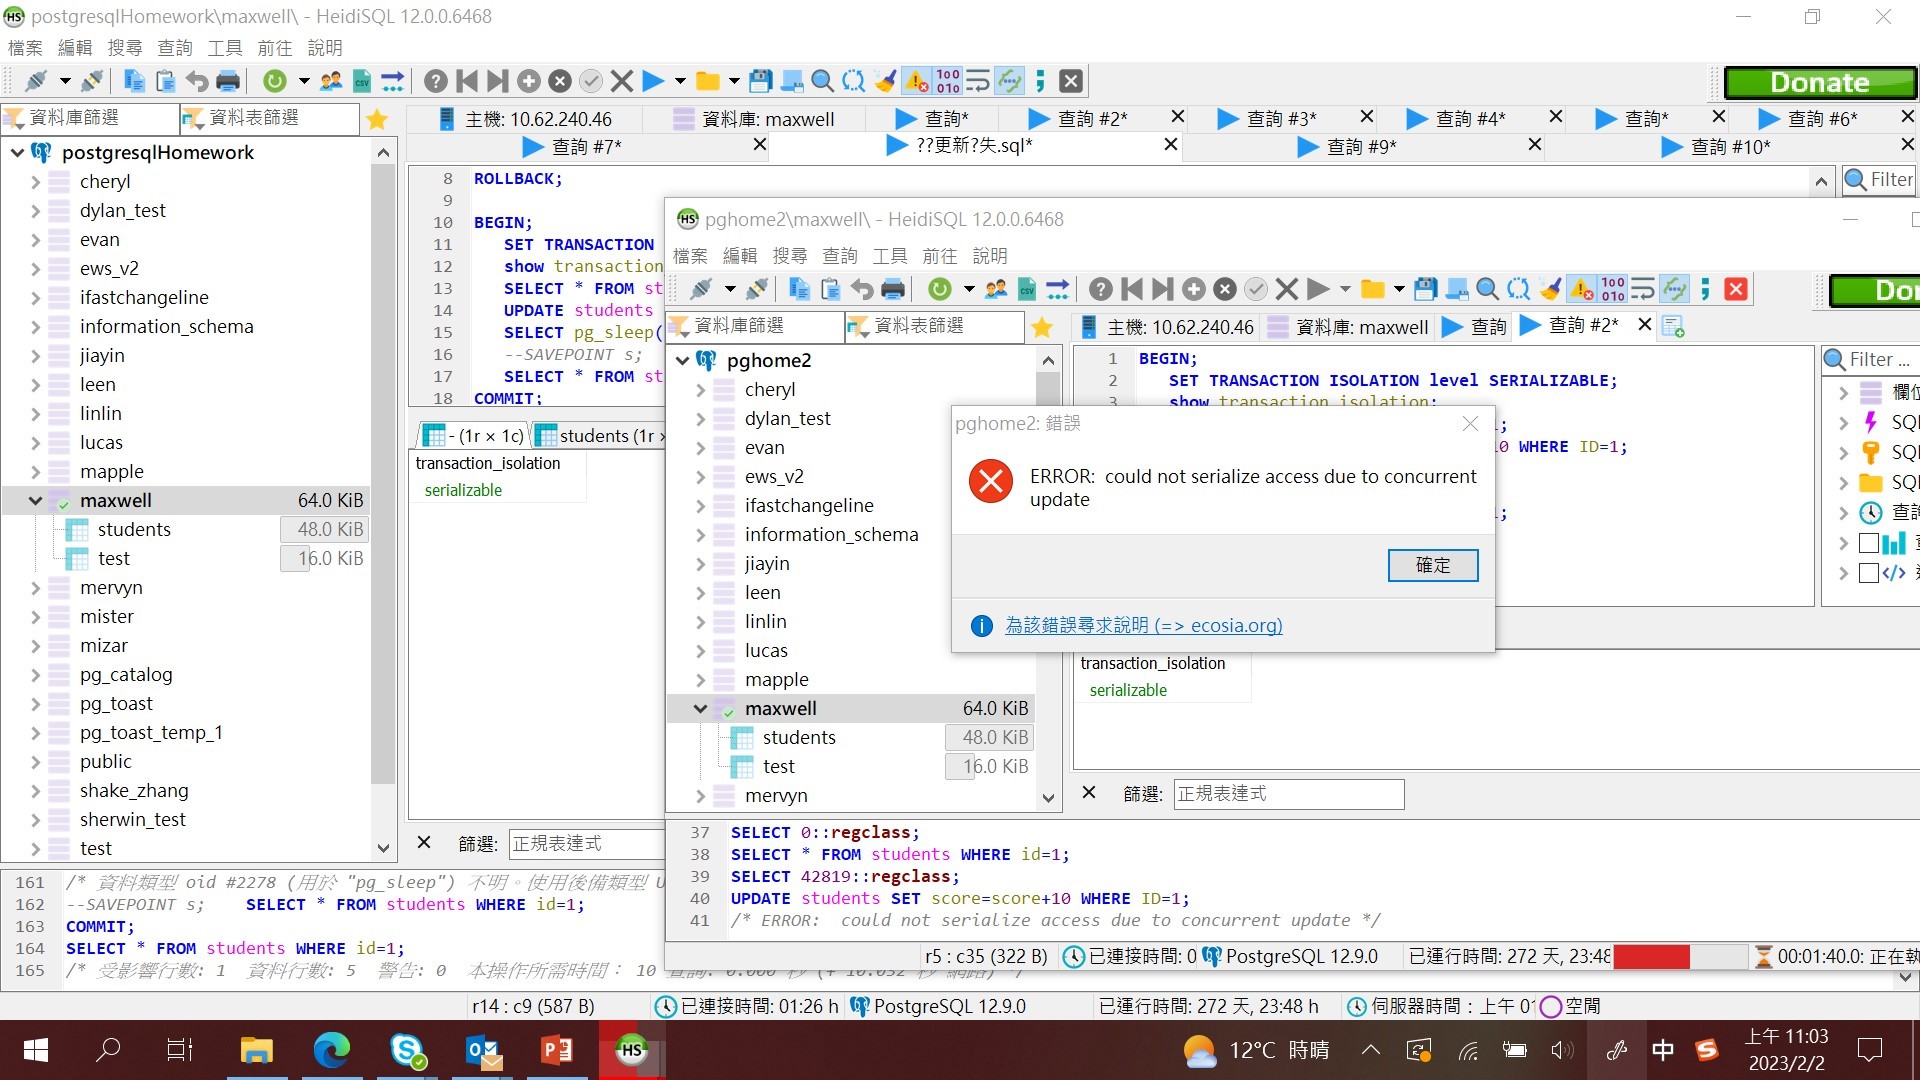 postgresqlHomework\maxwell\ - HeidiSQL 12.0.0.6468
檔案 編輯 搜尋 查詢 工具 前往 說明
Donate
資料庫篩選 資料表篩選
主機: 10.62.240.46 資料庫: maxwell 查詢* 查詢 #2* 查詢 #3* 查詢 #4* 查詢* 查詢 #6*
查詢 #7* ??更新?失.sql* 查詢 #9* 查詢 #10*
postgresqlHomework
cheryl
dylan_test
evan
ews_v2
ifastchangeline
information_schema
jiayin
leen
linlin
lucas
mapple
maxwell 64.0 KiB
students 48.0 KiB
test 16.0 KiB
mervyn
mister
mizar
pg_catalog
pg_toast
pg_toast_temp_1
public
shake_zhang
sherwin_test
test
8 ROLLBACK;
9
10 BEGIN;
11 SET TRANSACTION
12 show transaction
13 SELECT * FROM st
14 UPDATE students
15 SELECT pg_sleep(
16 --SAVEPOINT s;
17 SELECT * FROM st
18 COMMIT;
Filter
- (1r × 1c) students (1r ×
transaction_isolation
serializable
篩選: 正規表達式
161 /* 資料類型 oid #2278 (用於 "pg_sleep") 不明。使用後備類型 U
162 --SAVEPOINT s; SELECT * FROM students WHERE id=1;
163 COMMIT;
164 SELECT * FROM students WHERE id=1;
165 /* 受影響行數: 1 資料行數: 5 警告: 0 本操作所需時間: 10
r14 : c9 (587 B) 已連接時間: 01:26 h PostgreSQL 12.9.0 已運行時間: 272 天, 23:48 h 伺服器時間: 上午 01 空閒
pghome2\maxwell\ - HeidiSQL 12.0.0.6468
檔案 編輯 搜尋 查詢 工具 前往 說明
Don
資料庫篩選 資料表篩選
主機: 10.62.240.46 資料庫: maxwell 查詢 查詢 #2*
pghome2
cheryl
dylan_test
evan
ews_v2
ifastchangeline
information_schema
jiayin
leen
linlin
lucas
mapple
maxwell 64.0 KiB
students 48.0 KiB
test 16.0 KiB
mervyn
1 BEGIN;
2 SET TRANSACTION ISOLATION level SERIALIZABLE;
3 show transaction_isolation;
;
10 WHERE ID=1;
;
Filter ...
欄位
SQL
SQL
SQL
查詢
pghome2: 錯誤
ERROR: could not serialize access due to concurrent
update
確定
為該錯誤尋求說明 (=> ecosia.org)
transaction_isolation
serializable
篩選: 正規表達式
37 SELECT 0::regclass;
38 SELECT * FROM students WHERE id=1;
39 SELECT 42819::regclass;
40 UPDATE students SET score=score+10 WHERE ID=1;
41 /* ERROR: could not serialize access due to concurrent update */
r5 : c35 (322 B) 已連接時間: 0 PostgreSQL 12.9.0 已運行時間: 272 天, 23:48 00:01:40.0: 正在執
12°C 時晴 中 上午 11:03
2023/2/2